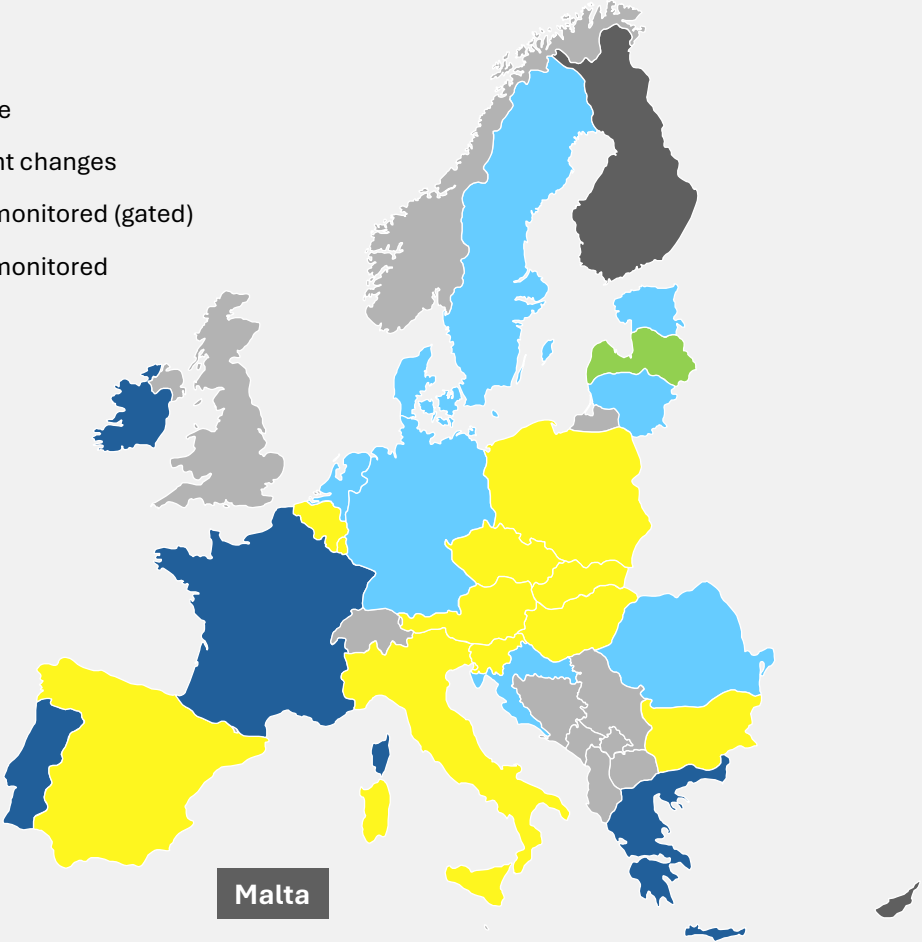 e
nt changes
monitored (gated)
monitored
Malta